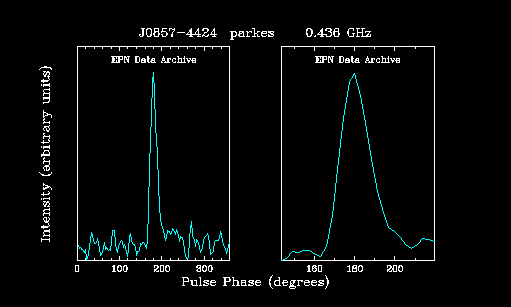 J0857-4424 parkes 0.436 GHz
EPN Data Archive EPN Data Archive
Intensity (arbitrary units)
0 100 200 300 160 180 200
Pulse Phase (degrees)